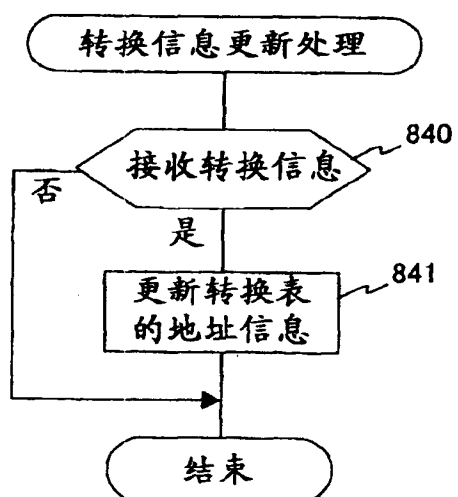 转换信息更新处理
接收转换信息
840
否
是
更新转换表
的地址信息
841
结束